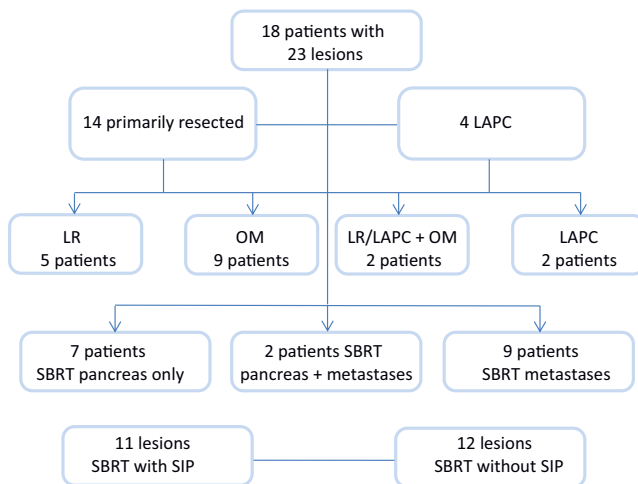 18 patients with
23 lesions
14 primarily resected
4 LAPC
LR
5 patients
OM
9 patients
LR/LAPC + OM
2 patients
LAPC
2 patients
7 patients
SBRT pancreas only
2 patients SBRT
pancreas + metastases
9 patients
SBRT metastases
11 lesions
SBRT with SIP
12 lesions
SBRT without SIP